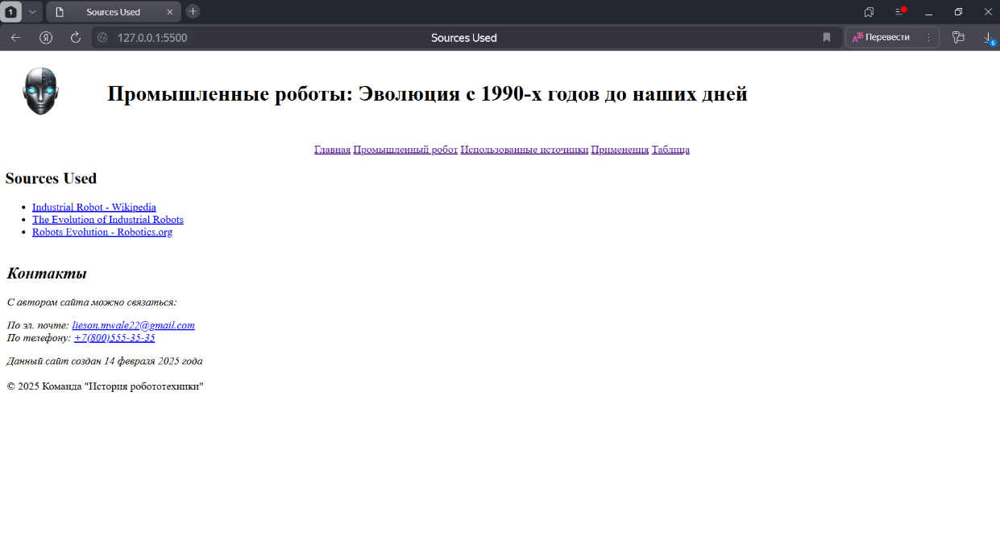 1
Sources Used
127.0.0.1:5500
Sources Used
Перевести
6
Промышленные роботы: Эволюция с 1990-х годов до наших дней
Главная Промышленный робот Использованные источники Применения Таблица
Sources Used
Industrial Robot - Wikipedia
The Evolution of Industrial Robots
Robots Evolution - Robotics.org
Контакты
С автором сайта можно связаться:
По эл. почте: lieson.mwale22@gmail.com
По телефону: +7(800)555-35-35
Данный сайт создан 14 февраля 2025 года
© 2025 Команда "История робототехники"